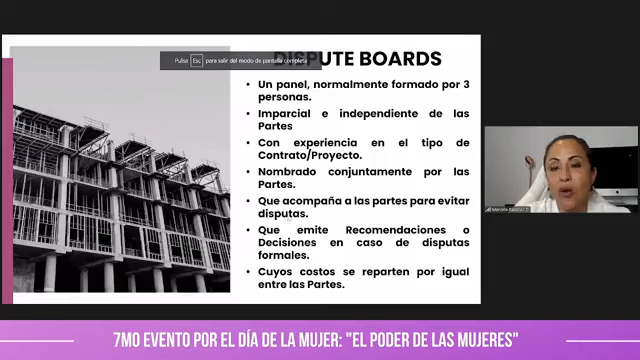 DISPUTE BOARDS
Pulse Esc para salir del modo de pantalla completa
• Un panel, normalmente formado por 3
personas.
• Imparcial e independiente de las
Partes
• Con experiencia en el tipo de
Contrato/Proyecto.
• Nombrado conjuntamente por las
Partes.
• Que acompaña a las partes para evitar
disputas.
• Que emite Recomendaciones o
Decisiones en caso de disputas
formales.
• Cuyos costos se reparten por igual
entre las Partes.
Marcela
7MO EVENTO POR EL DÍA DE LA MUJER: "EL PODER DE LAS MUJERES"